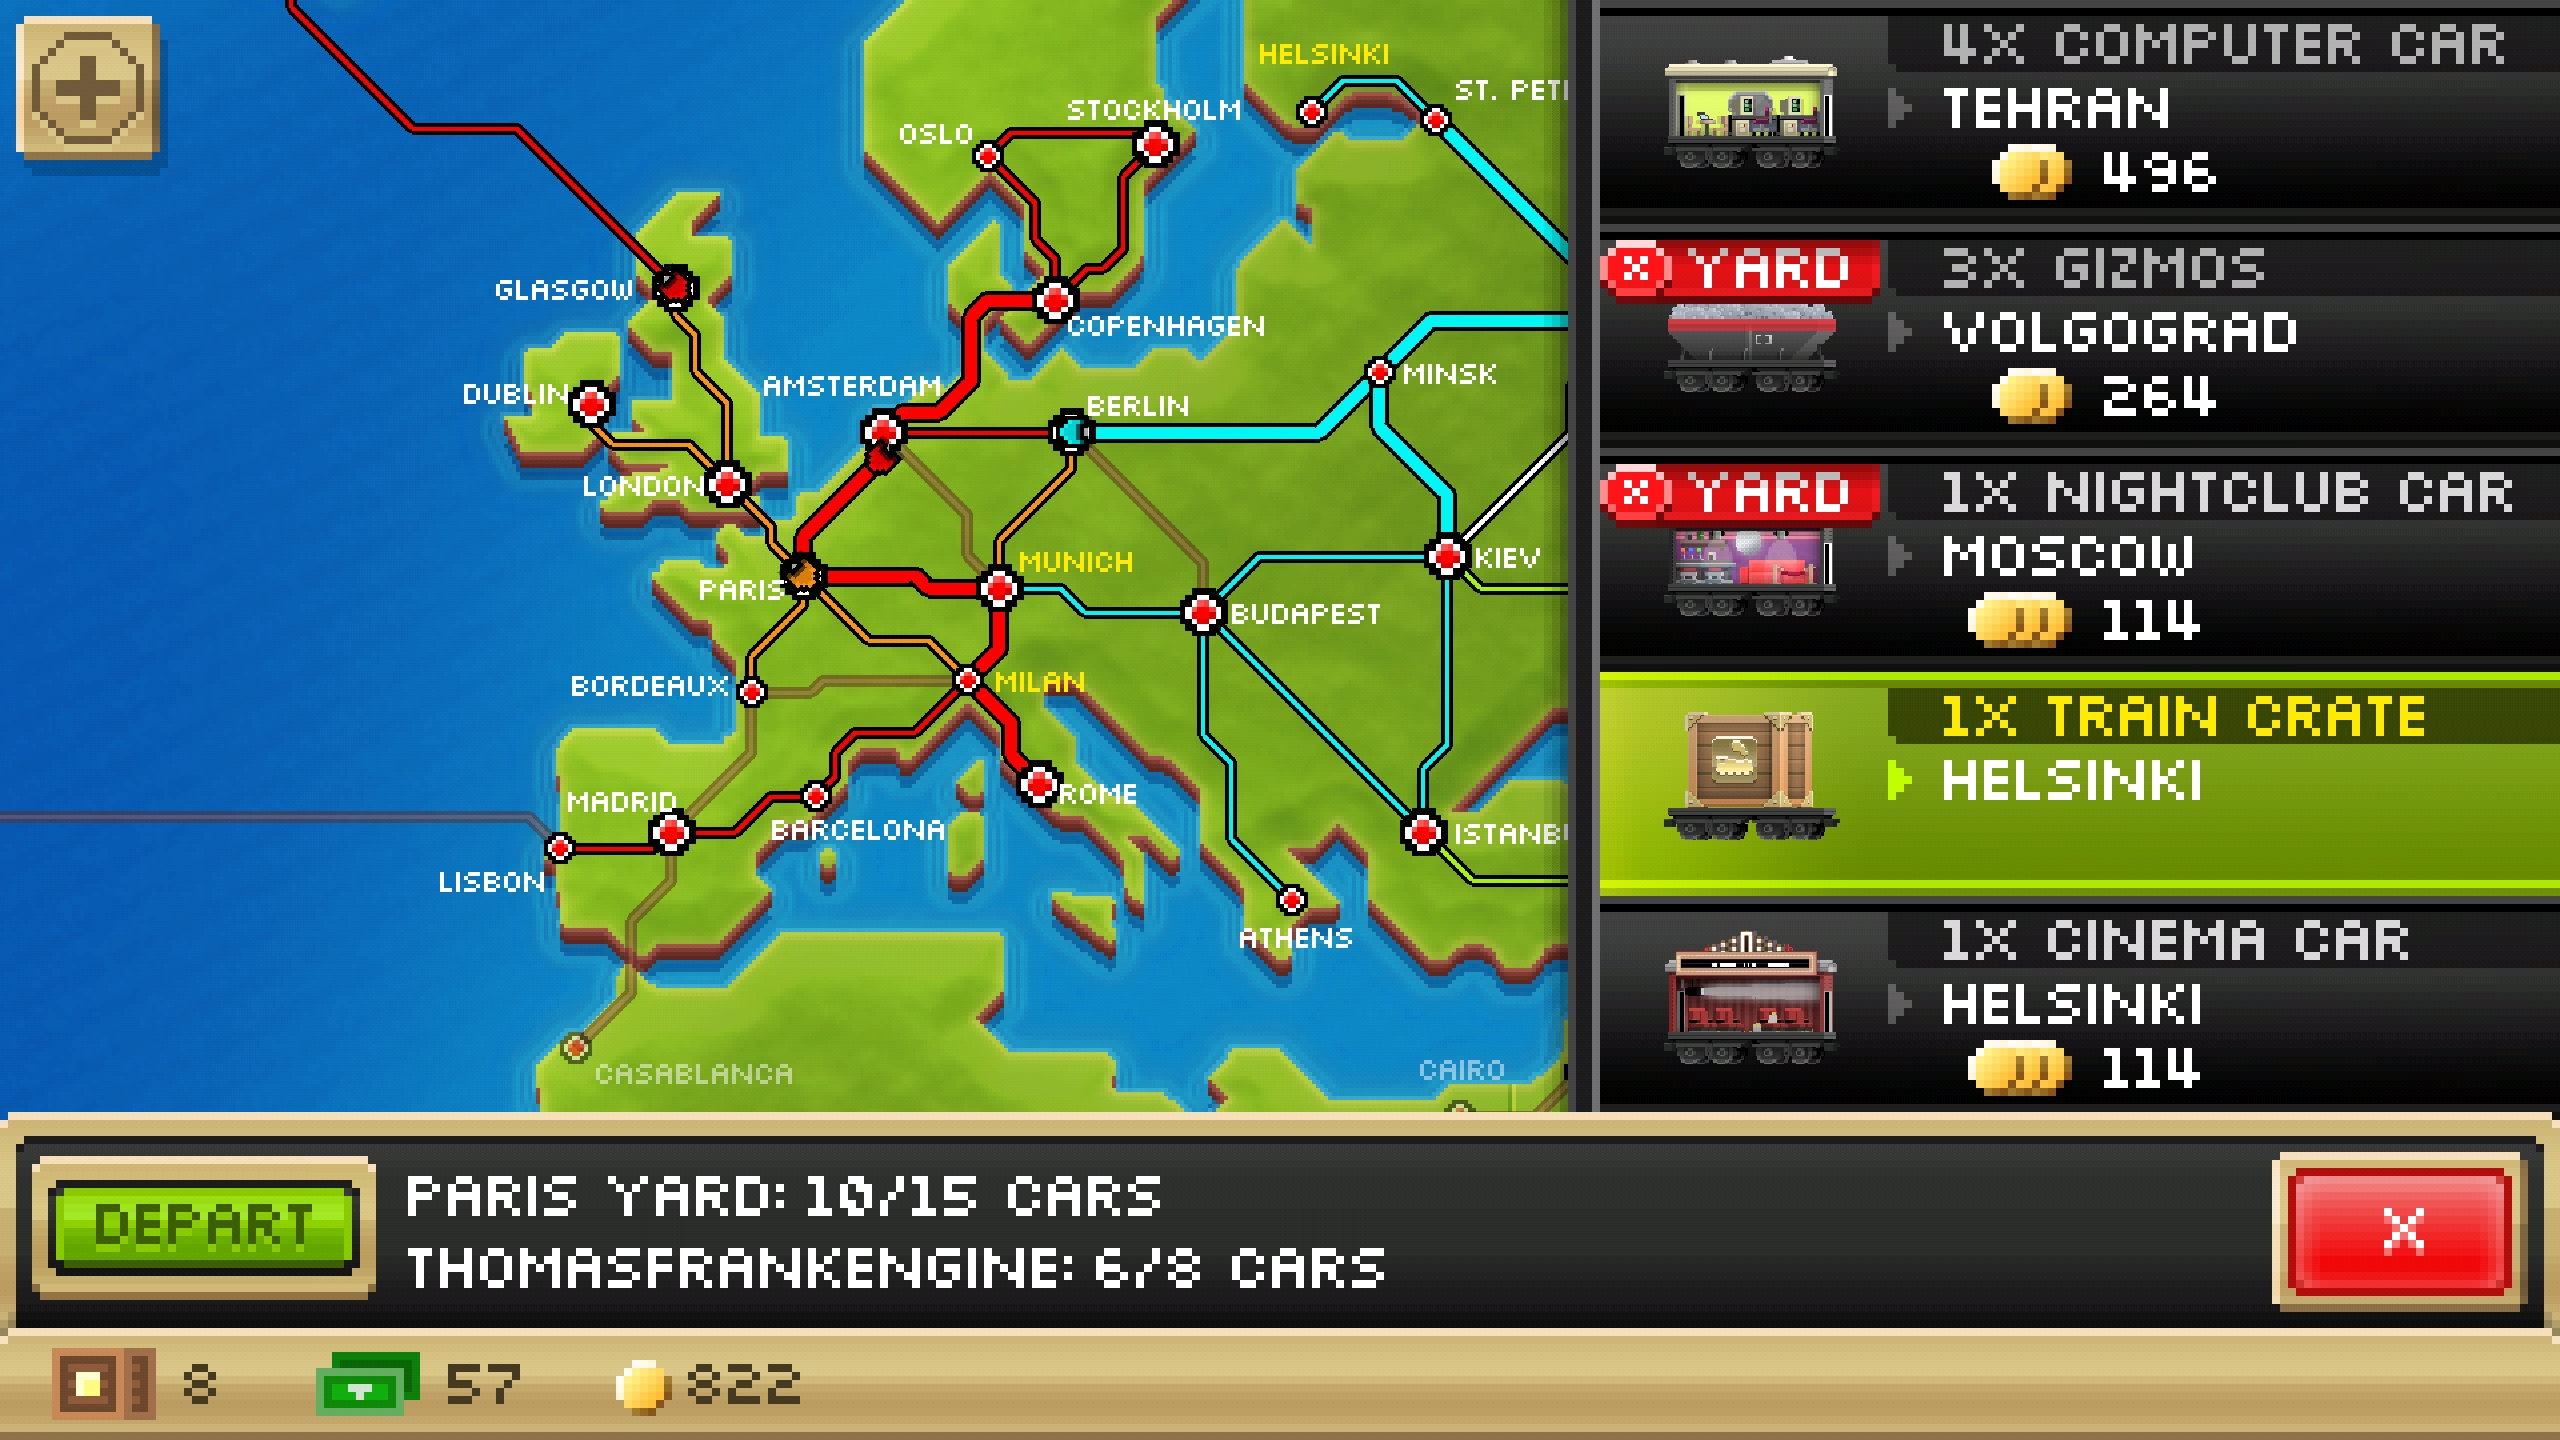 HELSINKI
ST. PET
STOCKHOLM
OSLO
GLASGOW
COPENHAGEN
AMSTERDAM
DUBLIN
BERLIN
MINSK
LONDON
MUNICH
KIEV
PARIS
BUDAPEST
BORDEAUX
MILAN
MADRID
ROME
BARCELONA
ISTANB
LISBON
ATHENS
CASABLANCA
CAIRO
4X COMPUTER CAR
TEHRAN
496
YARD
3X GIZMOS
VOLGOGRAD
264
YARD
1X NIGHTCLUB CAR
MOSCOW
114
1X TRAIN CRATE
HELSINKI
1X CINEMA CAR
HELSINKI
114
DEPART
PARIS YARD: 10/15 CARS
THOMASFRANKENGINE: 6/8 CARS
X
8
57
822